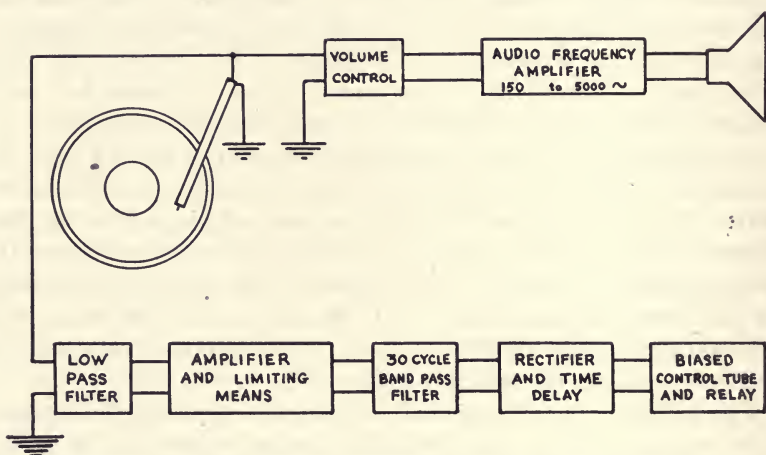 VOLUME
CONTROL
AUDIO FREQUENCY
AMPLIFIER
150 to 5000 ~
LOW
PASS
FILTER
AMPLIFIER
AND LIMITING
MEANS
30 CYCLE
BAND PASS
FILTER
RECTIFIER
AND TIME
DELAY
BIASED
CONTROL TUBE
AND RELAY